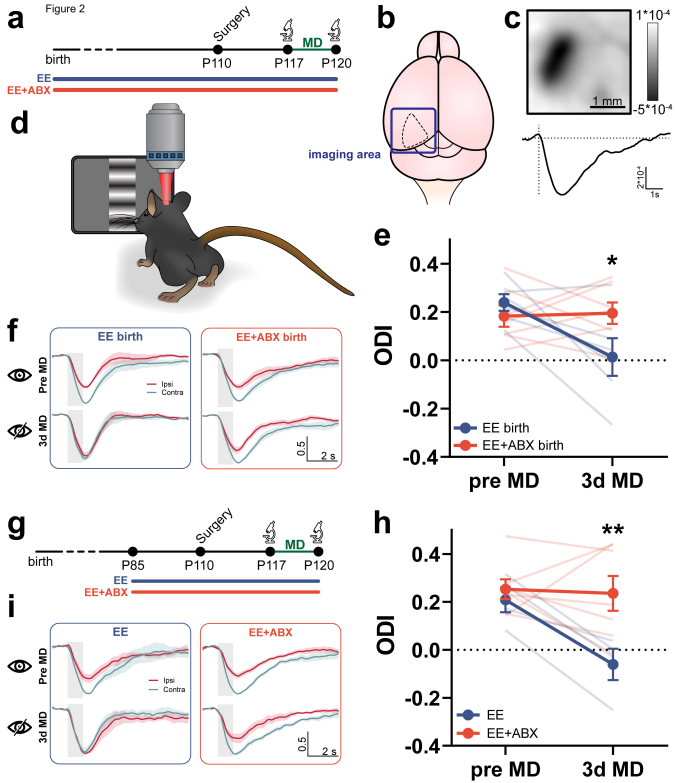 Figure 2
a
Surgery
MD
birth
P110
P117
P120
EE
EE+ABX
b
imaging area
c
1*10⁻⁴
-5*10⁻⁴
1 mm
2*10⁻⁴
1s
d
e
0.4
0.2
0.0
-0.2
-0.4
ODI
*
EE birth
EE+ABX birth
pre MD
3d MD
f
EE birth
EE+ABX birth
Pre MD
Ipsi
Contra
3d MD
0.5
2 s
g
Surgery
MD
birth
P85
P110
P117
P120
EE
EE+ABX
h
0.4
0.2
0.0
-0.2
-0.4
ODI
**
EE
EE+ABX
pre MD
3d MD
i
EE
EE+ABX
Pre MD
Ipsi
Contra
3d MD
0.5
2 s